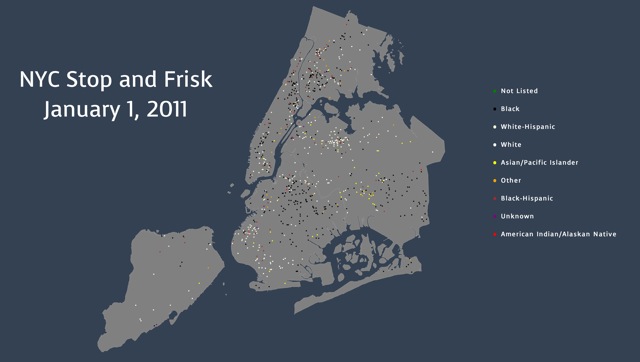 NYC Stop and Frisk
January 1, 2011
Not Listed
Black
White-Hispanic
White
Asian/Pacific Islander
Other
Black-Hispanic
Unknown
American Indian/Alaskan Native